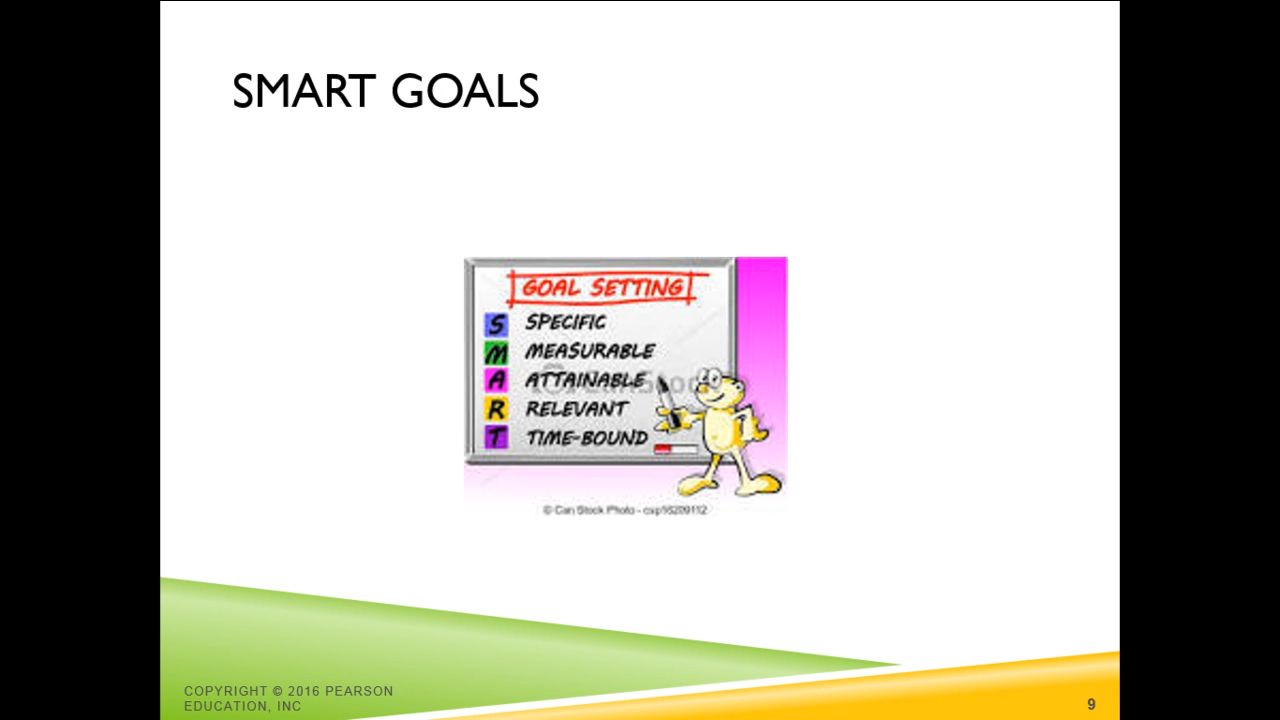 SMART GOALS
GOAL SETTING
S SPECIFIC
M MEASURABLE
A ATTAINABLE
R RELEVANT
T TIME-BOUND
© Can Stock Photo - csp16209112
COPYRIGHT © 2016 PEARSON
EDUCATION, INC
9